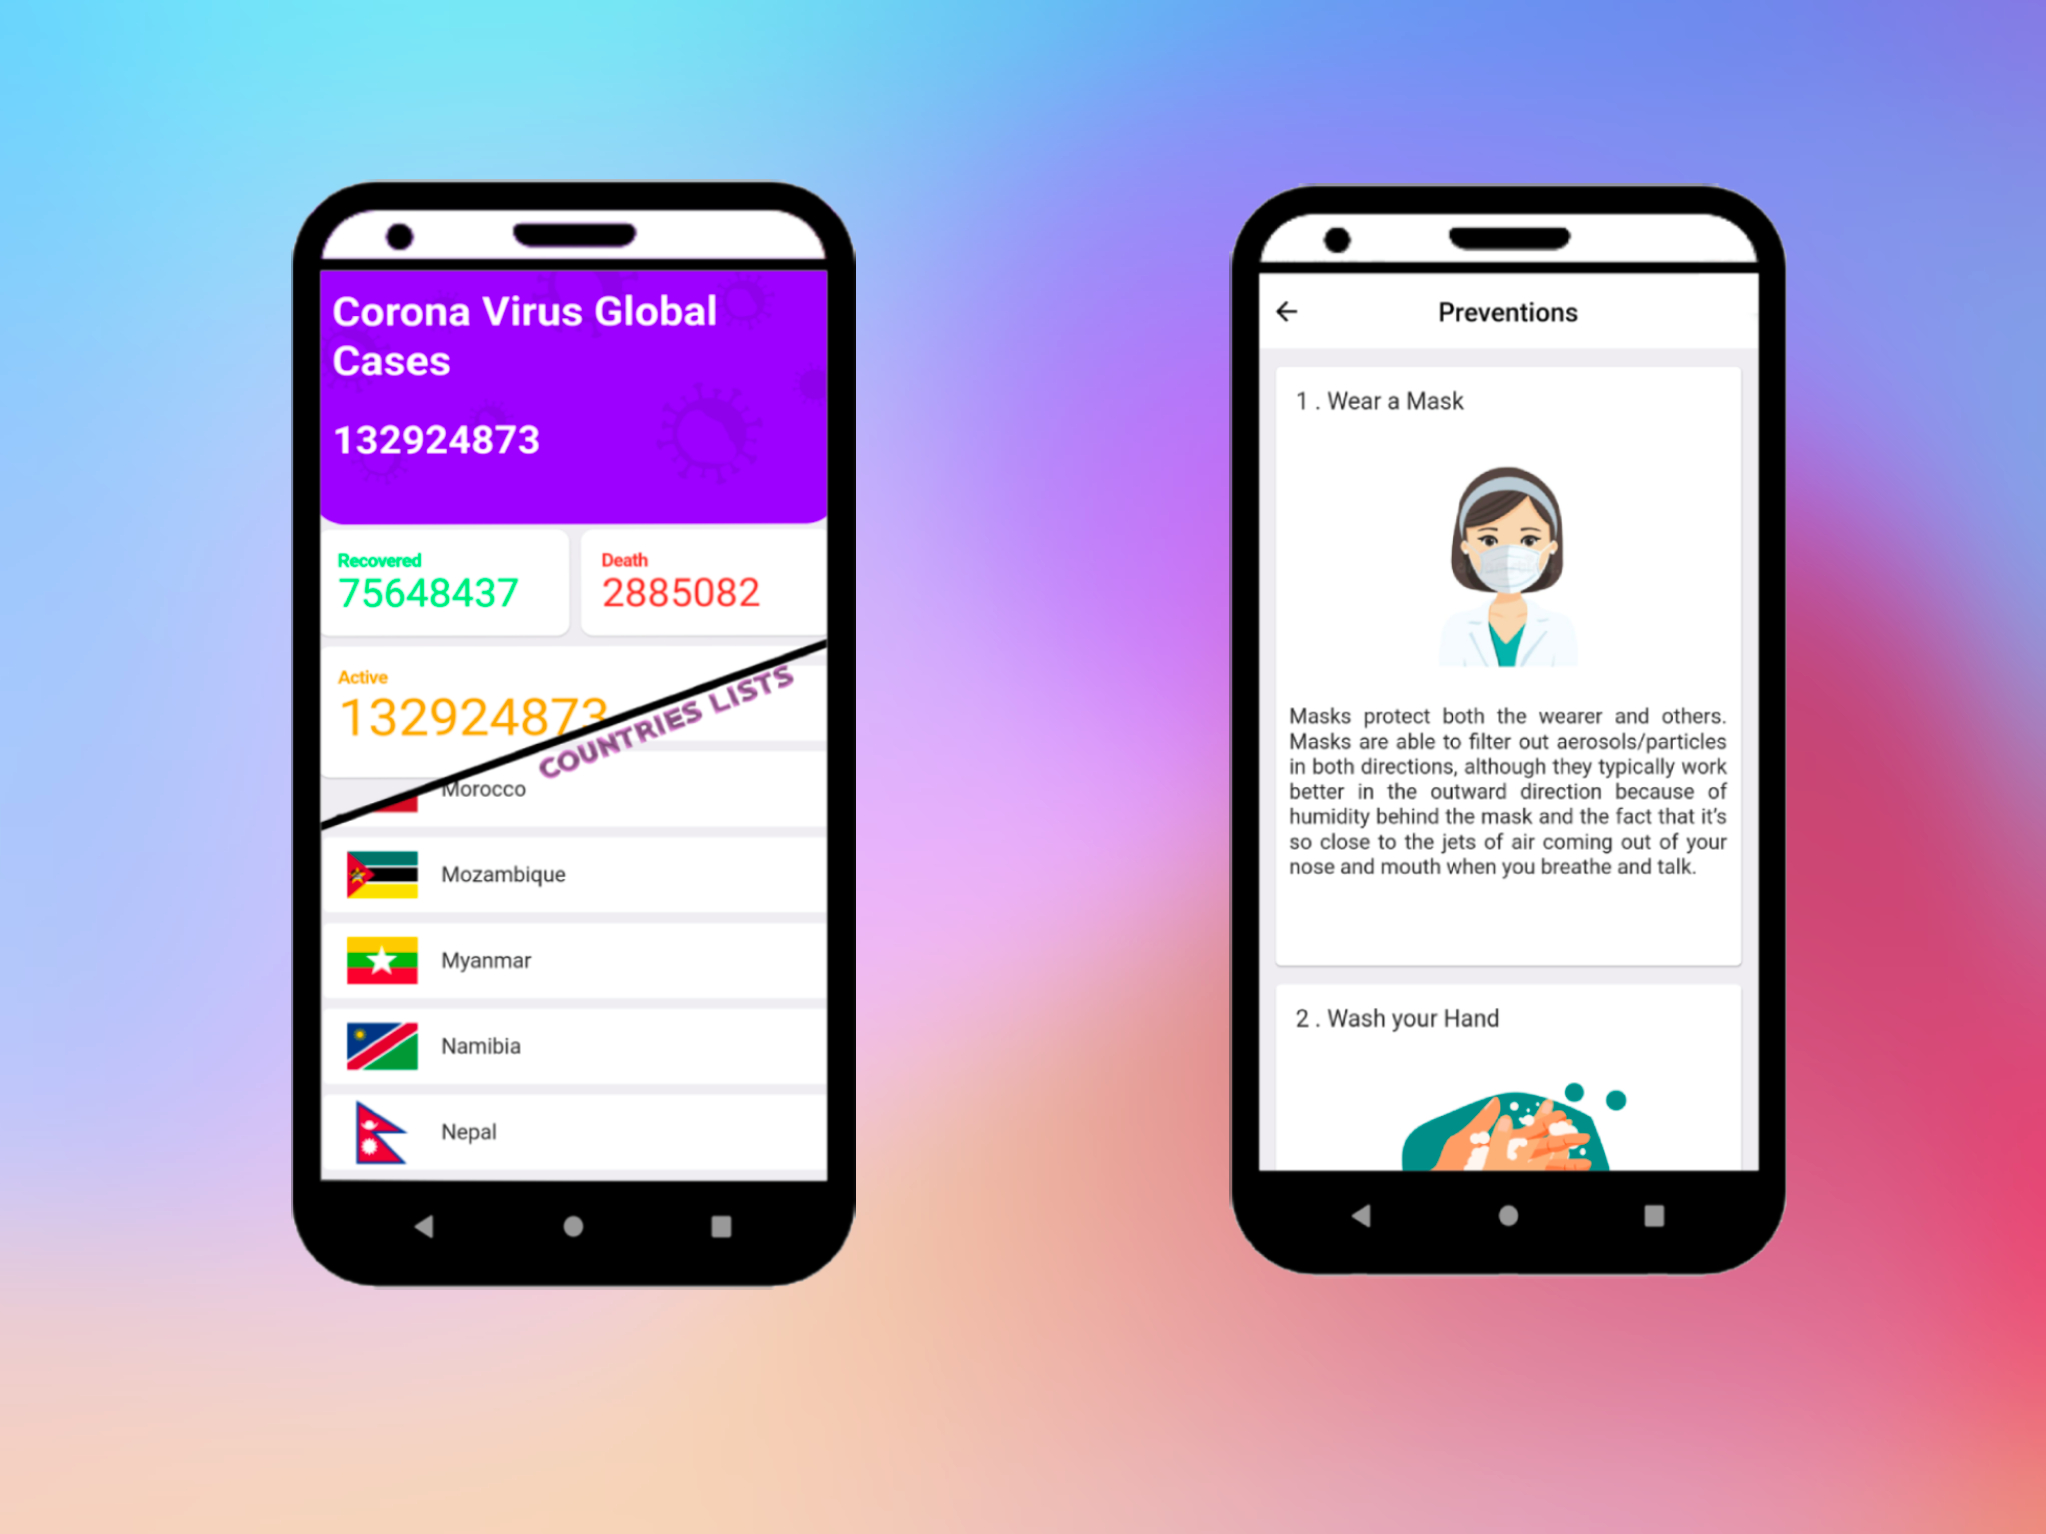 Corona Virus Global
Cases
132924873
Recovered
75648437
Death
2885082
Active
132924873
COUNTRIES LISTS
Morocco
Mozambique
Myanmar
Namibia
Nepal
Preventions
1 . Wear a Mask
Masks protect both the wearer and others.
Masks are able to filter out aerosols/particles
in both directions, although they typically work
better in the outward direction because of
humidity behind the mask and the fact that it's
so close to the jets of air coming out of your
nose and mouth when you breathe and talk.
2 . Wash your Hand